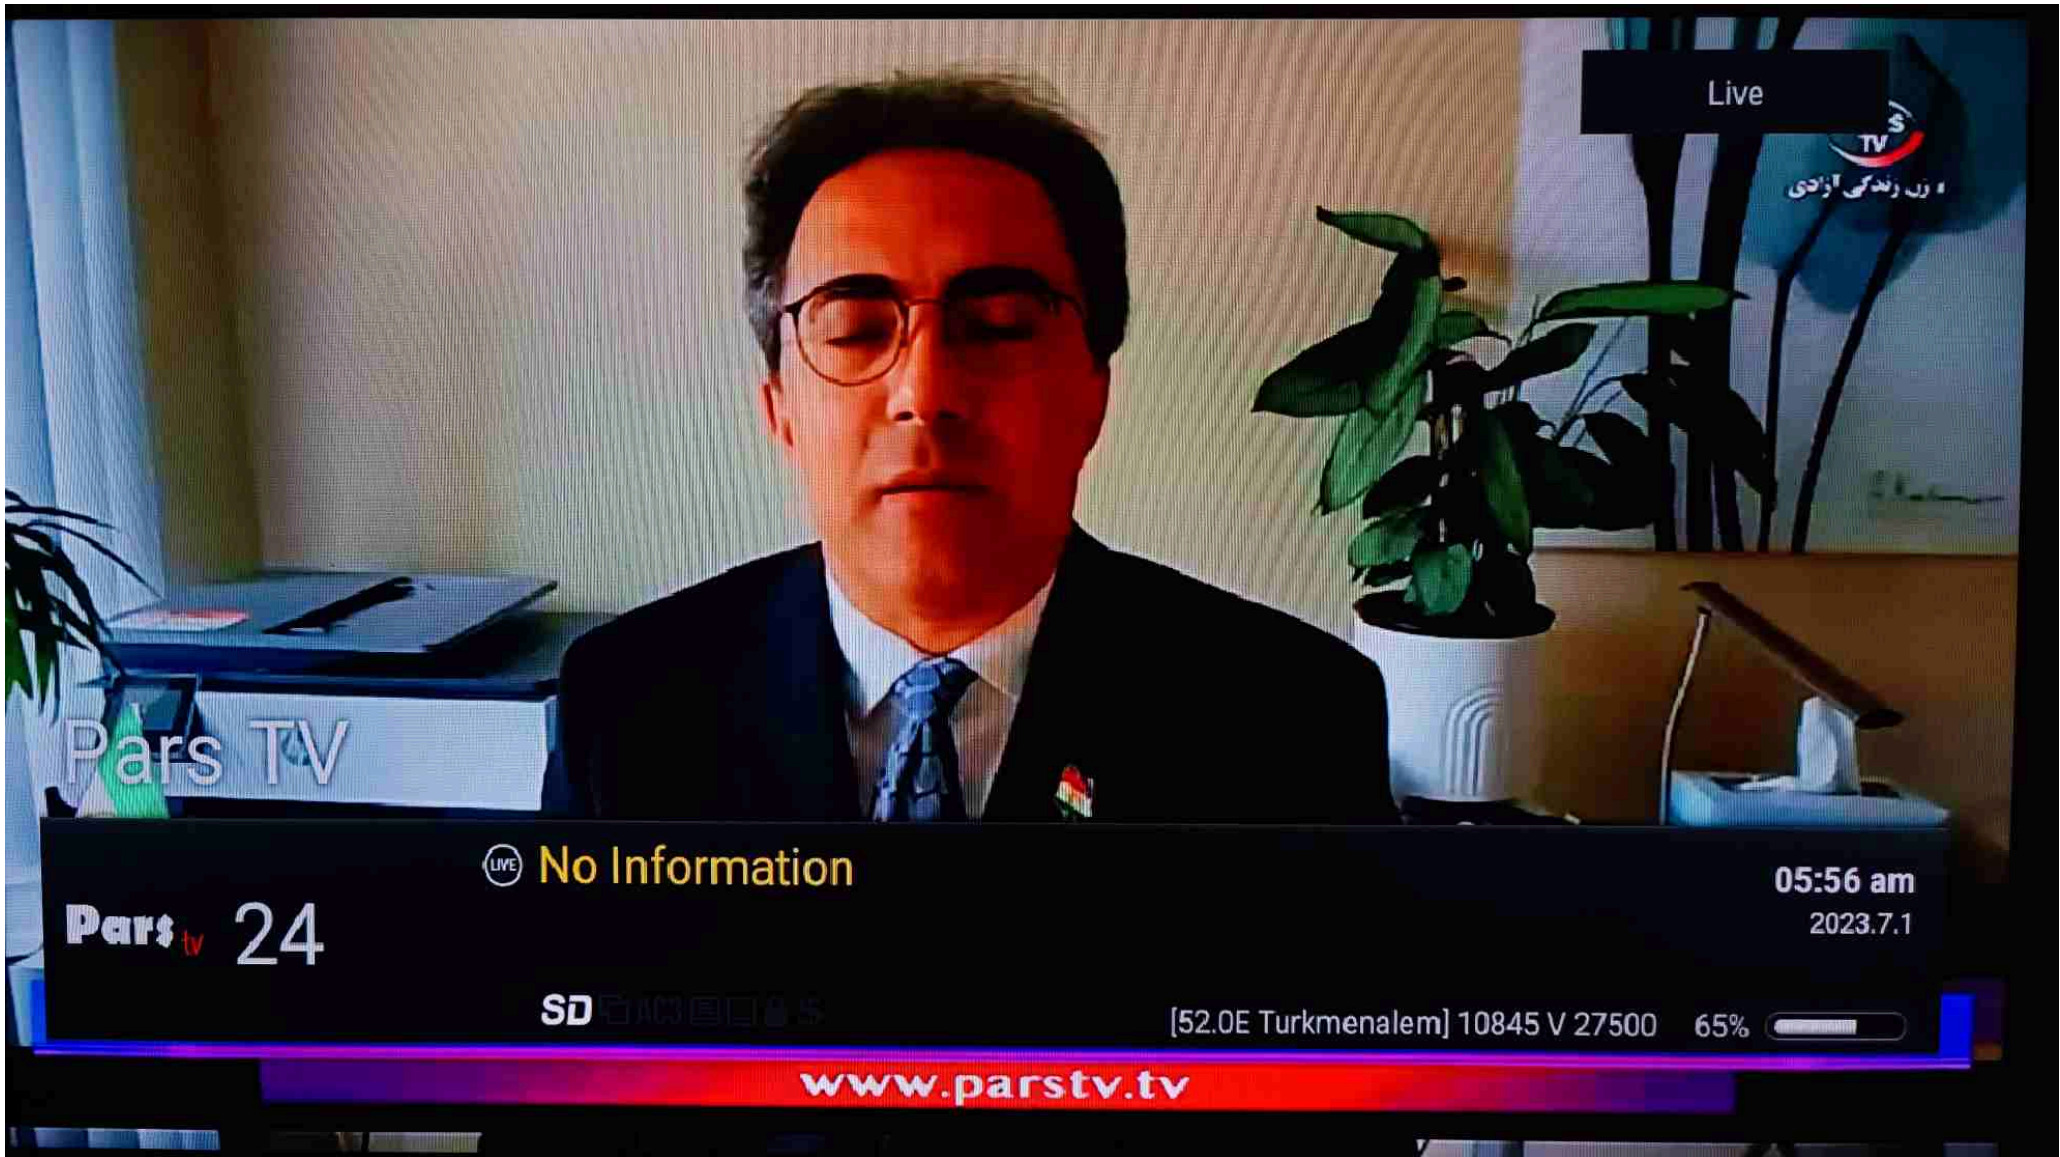 Live
S
TV
زن زندگی آزادی
Pars TV
LIVE No Information
05:56 am
2023.7.1
Pars tv 24
SD
[52.0E Turkmenalem] 10845 V 27500 65%
www.parstv.tv